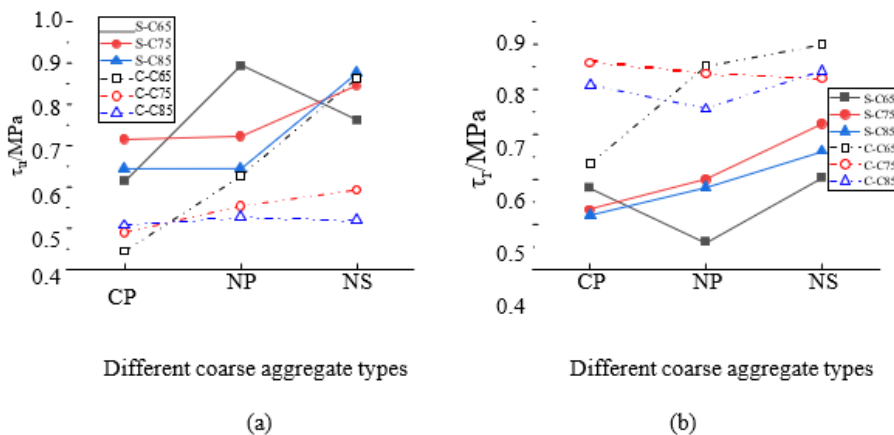 1.0
0.9
0.8
0.7
0.6
0.5
0.4
τu/MPa
S-C65
S-C75
S-C85
C-C65
C-C75
C-C85
CP
NP
NS
Different coarse aggregate types
(a)
0.9
0.8
0.7
0.6
0.5
0.4
τr/MPa
S-C65
S-C75
S-C85
C-C65
C-C75
C-C85
CP
NP
NS
Different coarse aggregate types
(b)